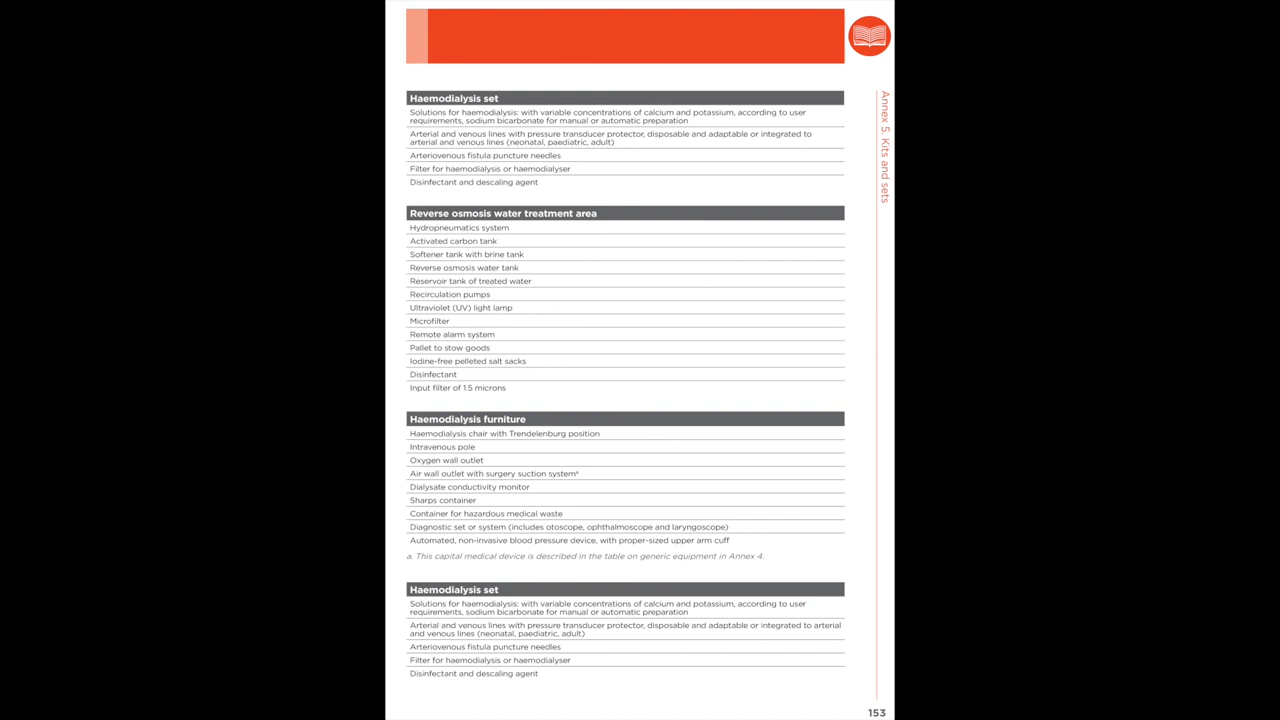 Haemodialysis set
Solutions for haemodialysis: with variable concentrations of calcium and potassium, according to user
requirements, sodium bicarbonate for manual or automatic preparation
Arterial and venous lines with pressure transducer protector, disposable and adaptable or integrated to
arterial and venous lines (neonatal, paediatric, adult)
Arteriovenous fistula puncture needles
Filter for haemodialysis or haemodialyser
Disinfectant and descaling agent
Reverse osmosis water treatment area
Hydropneumatics system
Activated carbon tank
Softener tank with brine tank
Reverse osmosis water tank
Reservoir tank of treated water
Recirculation pumps
Ultraviolet (UV) light lamp
Microfilter
Remote alarm system
Pallet to stow goods
Iodine-free pelleted salt sacks
Disinfectant
Input filter of 1.5 microns
Haemodialysis furniture
Haemodialysis chair with Trendelenburg position
Intravenous pole
Oxygen wall outlet
Air wall outlet with surgery suction systemª
Dialysate conductivity monitor
Sharps container
Container for hazardous medical waste
Diagnostic set or system (includes otoscope, ophthalmoscope and laryngoscope)
Automated, non-invasive blood pressure device, with proper-sized upper arm cuff
a. This capital medical device is described in the table on generic equipment in Annex 4.
Haemodialysis set
Solutions for haemodialysis: with variable concentrations of calcium and potassium, according to user
requirements, sodium bicarbonate for manual or automatic preparation
Arterial and venous lines with pressure transducer protector, disposable and adaptable or integrated to arterial
and venous lines (neonatal, paediatric, adult)
Arteriovenous fistula puncture needles
Filter for haemodialysis or haemodialyser
Disinfectant and descaling agent
Annex 5. Kits and sets
153